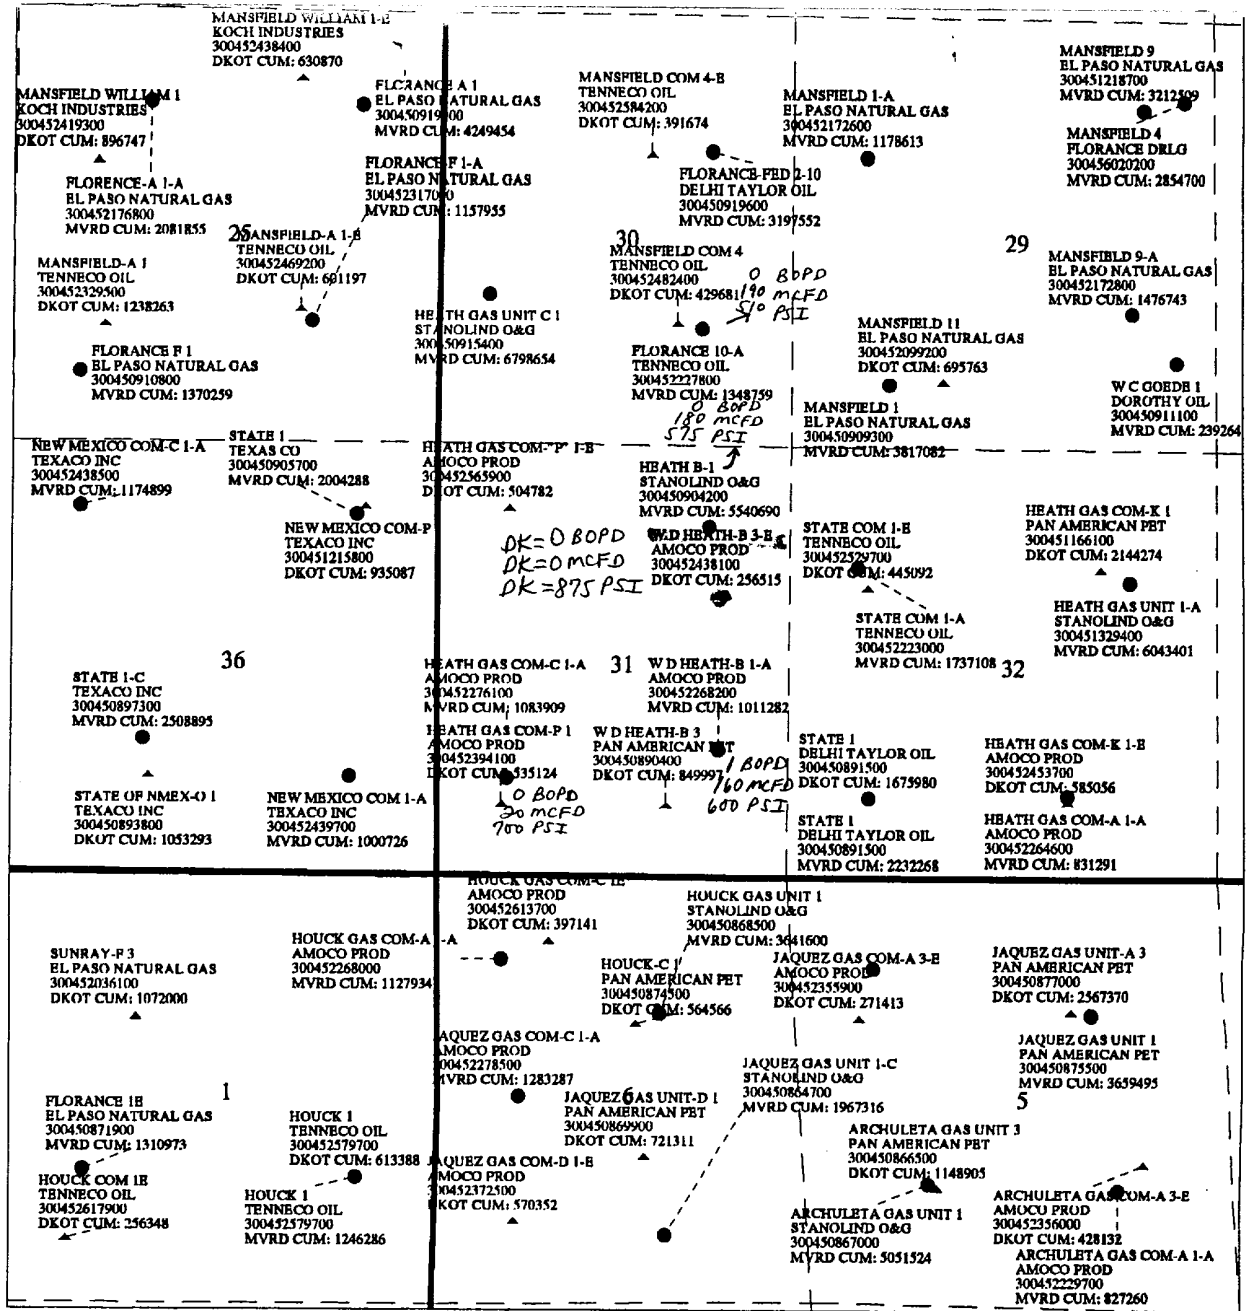 MANSFIELD WILLIAM 1-E
KOCH INDUSTRIES
300452438400
DKOT CUM: 630870
MANSFIELD WILLIAM 1
KOCH INDUSTRIES
300452419300
DKOT CUM: 896747
FLORANCE A 1
EL PASO NATURAL GAS
MVRD CUM: 4249454
MANSFIELD COM 4-E
TENNECO OIL
300452584200
DKOT CUM: 391674
MANSFIELD 1-A
EL PASO NATURAL GAS
300452172600
MVRD CUM: 1178613
MANSFIELD 9
EL PASO NATURAL GAS
300451218700
MVRD CUM: 3212509
MANSFIELD 4
FLORANCE DRLG
300456020200
MVRD CUM: 2854700
FLORENCE-A 1-A
EL PASO NATURAL GAS
300452176800
MVRD CUM: 2081855
FLORANCE-F 1-A
EL PASO NATURAL GAS
MVRD CUM: 1157955
FLORANCE-FED 2-10
DELHI TAYLOR OIL
300450919600
MVRD CUM: 3197552
25
30
29
MANSFIELD-A 1-E
TENNECO OIL
300452469200
DKOT CUM: 601197
MANSFIELD-A 1
TENNECO OIL
300452329500
DKOT CUM: 1238263
MANSFIELD COM 4
TENNECO OIL
300452482400
DKOT CUM: 429681
0 BOPD
190 MCFD
510 PSI
MANSFIELD 9-A
EL PASO NATURAL GAS
300452172800
MVRD CUM: 1476743
HEATH GAS UNIT C 1
STANOLIND O&G
300450915400
MVRD CUM: 6798654
MANSFIELD 11
EL PASO NATURAL GAS
300452099200
DKOT CUM: 695763
FLORANCE F 1
EL PASO NATURAL GAS
300450910800
MVRD CUM: 1370259
FLORANCE 10-A
TENNECO OIL
300452227800
MVRD CUM: 1348759
0 BOPD
180 MCFD
575 PSI
MANSFIELD 1
EL PASO NATURAL GAS
300450909300
MVRD CUM: 3817082
W C GOEDE 1
DOROTHY OIL
300450911100
MVRD CUM: 239264
NEW MEXICO COM-C 1-A
TEXACO INC
300452438500
MVRD CUM: 1174899
STATE 1
TEXAS CO
300450905700
MVRD CUM: 2004288
HEATH GAS COM-"P" 1-E
AMOCO PROD
300452565900
DKOT CUM: 504782
HEATH B-1
STANOLIND O&G
300450904200
MVRD CUM: 5540690
NEW MEXICO COM-P
TEXACO INC
300451215800
DKOT CUM: 935087
DK=0 BOPD
DK=0 MCFD
DK=875 PSI
W.D HEATH-B 3-E
AMOCO PROD
300452438100
DKOT CUM: 256515
STATE COM 1-E
TENNECO OIL
300452529700
DKOT CUM: 445092
HEATH GAS COM-K 1
PAN AMERICAN PET
300451166100
DKOT CUM: 2144274
STATE COM 1-A
TENNECO OIL
300452223000
MVRD CUM: 1737108
HEATH GAS UNIT 1-A
STANOLIND O&G
300451329400
MVRD CUM: 6043401
36
31
32
STATE 1-C
TEXACO INC
300450897300
MVRD CUM: 2508895
HEATH GAS COM-C 1-A
AMOCO PROD
300452276100
MVRD CUM: 1083909
W D HEATH-B 1-A
AMOCO PROD
300452268200
MVRD CUM: 1011282
HEATH GAS COM-P 1
AMOCO PROD
300452394100
DKOT CUM: 535124
0 BOPD
20 MCFD
700 PSI
W D HEATH-B 3
PAN AMERICAN PET
300450890400
DKOT CUM: 849997
1 BOPD
160 MCFD
600 PSI
STATE 1
DELHI TAYLOR OIL
300450891500
DKOT CUM: 1675980
HEATH GAS COM-K 1-E
AMOCO PROD
300452453700
DKOT CUM: 585056
STATE OF NMEX-O 1
TEXACO INC
300450893800
DKOT CUM: 1053293
NEW MEXICO COM 1-A
TEXACO INC
300452439700
MVRD CUM: 1000726
STATE 1
DELHI TAYLOR OIL
300450891500
MVRD CUM: 2232268
HEATH GAS COM-A 1-A
AMOCO PROD
300452264600
MVRD CUM: 831291
HOUCK GAS COM-C 1E
AMOCO PROD
300452613700
DKOT CUM: 397141
HOUCK GAS UNIT 1
STANOLIND O&G
300450868500
MVRD CUM: 3641600
SUNRAY-F 3
EL PASO NATURAL GAS
300452036100
DKOT CUM: 1072000
HOUCK GAS COM-A 1-A
AMOCO PROD
300452268000
MVRD CUM: 1127934
HOUCK-C 1
PAN AMERICAN PET
300450874500
DKOT CUM: 564566
JAQUEZ GAS COM-A 3-E
AMOCO PROD
300452355900
DKOT CUM: 271413
JAQUEZ GAS UNIT-A 3
PAN AMERICAN PET
300450877000
DKOT CUM: 2567370
JAQUEZ GAS UNIT 1
PAN AMERICAN PET
300450875500
MVRD CUM: 3659495
JAQUEZ GAS COM-C 1-A
AMOCO PROD
300452278500
MVRD CUM: 1283287
JAQUEZ GAS UNIT 1-C
STANOLIND O&G
300450864700
MVRD CUM: 1967316
1
6
5
FLORANCE 1E
EL PASO NATURAL GAS
300450871900
MVRD CUM: 1310973
HOUCK 1
TENNECO OIL
300452579700
DKOT CUM: 613388
JAQUEZ GAS UNIT-D 1
PAN AMERICAN PET
300450869900
DKOT CUM: 721311
ARCHULETA GAS UNIT 3
PAN AMERICAN PET
300450866500
DKOT CUM: 1148905
HOUCK COM 1E
TENNECO OIL
300452617900
DKOT CUM: 256348
HOUCK 1
TENNECO OIL
300452579700
MVRD CUM: 1246286
JAQUEZ GAS COM-D 1-E
AMOCO PROD
300452372500
DKOT CUM: 570352
ARCHULETA GAS UNIT 1
STANOLIND O&G
300450867000
MVRD CUM: 5051524
ARCHULETA GAS COM-A 3-E
AMOCO PROD
300452356000
DKOT CUM: 428132
ARCHULETA GAS COM-A 1-A
AMOCO PROD
300452229700
MVRD CUM: 827260